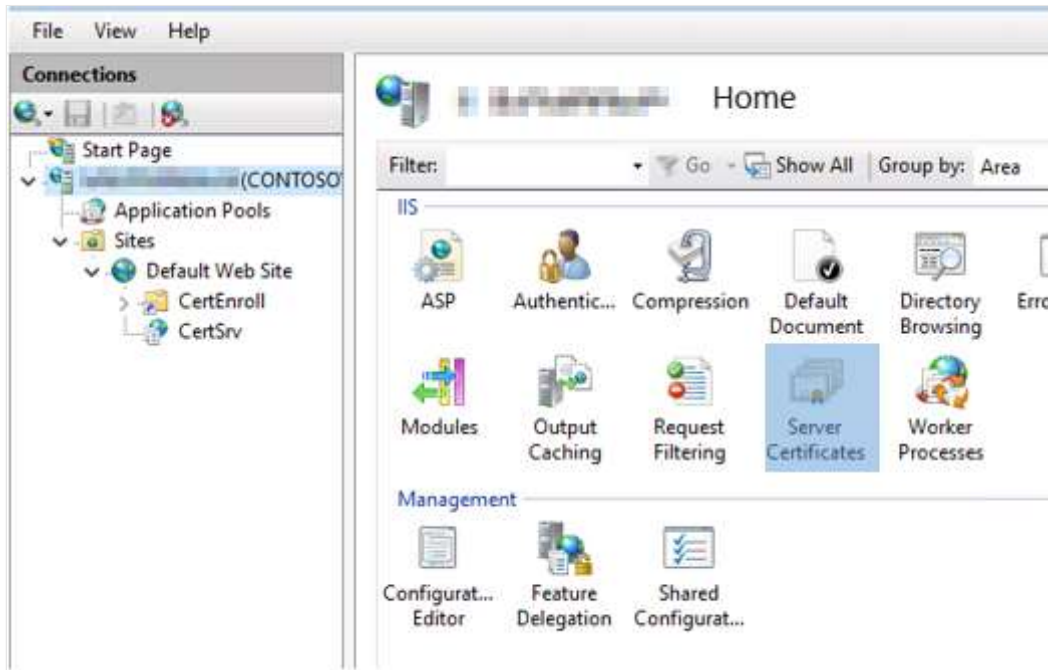 File View Help
Connections
Start Page
(CONTOSO
Application Pools
Sites
Default Web Site
CertEnroll
CertSrv
Home
Filter: Go Show All Group by: Area
IIS
ASP Authentic... Compression Default Document Directory Browsing Erro
Modules Output Caching Request Filtering Server Certificates Worker Processes
Management
Configurat... Editor Feature Delegation Shared Configurat...